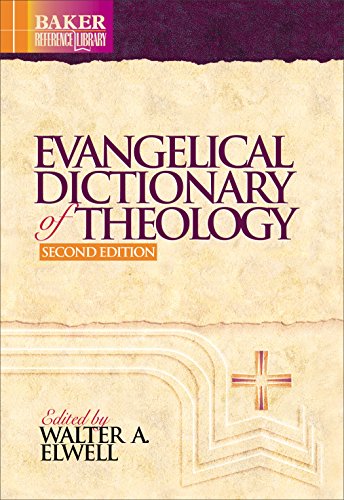 BAKER
REFERENCE LIBRARY
EVANGELICAL
DICTIONARY
of THEOLOGY
SECOND EDITION
Edited by
WALTER A.
ELWELL